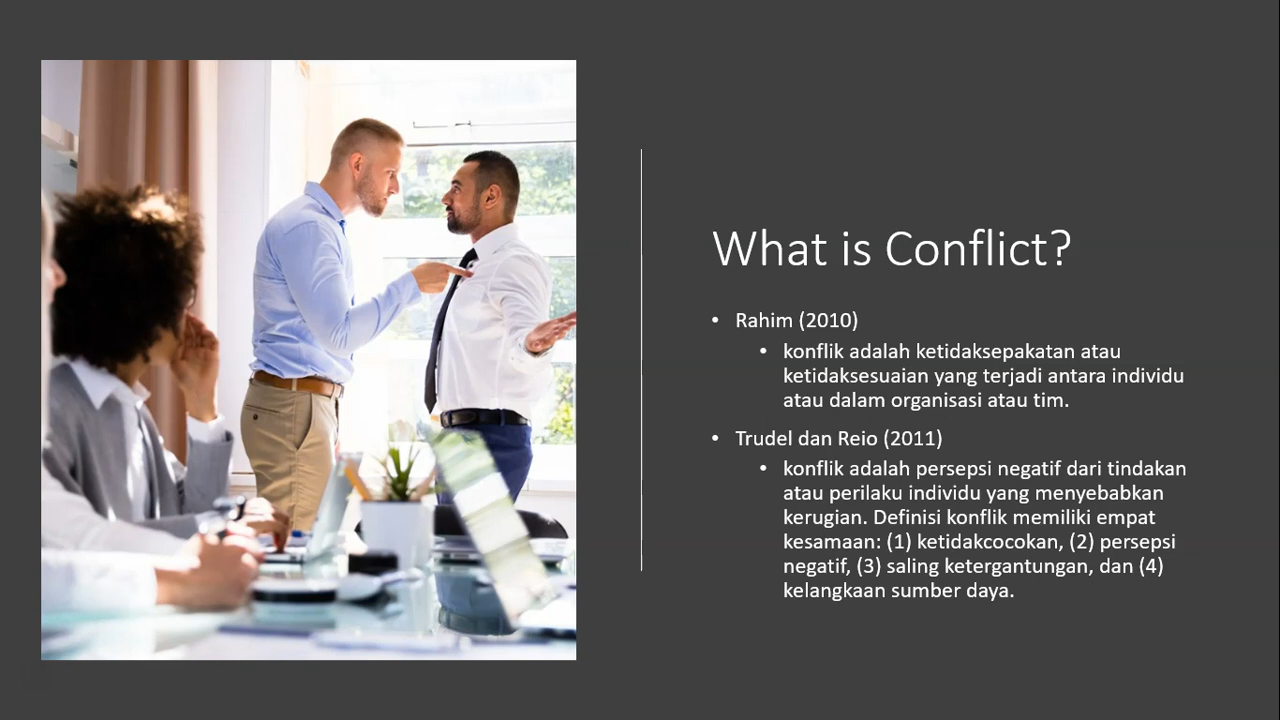 What is Conflict?
• Rahim (2010)
• konflik adalah ketidaksepakatan atau
ketidaksesuaian yang terjadi antara individu
atau dalam organisasi atau tim.
• Trudel dan Reio (2011)
• konflik adalah persepsi negatif dari tindakan
atau perilaku individu yang menyebabkan
kerugian. Definisi konflik memiliki empat
kesamaan: (1) ketidakcocokan, (2) persepsi
negatif, (3) saling ketergantungan, dan (4)
kelangkaan sumber daya.